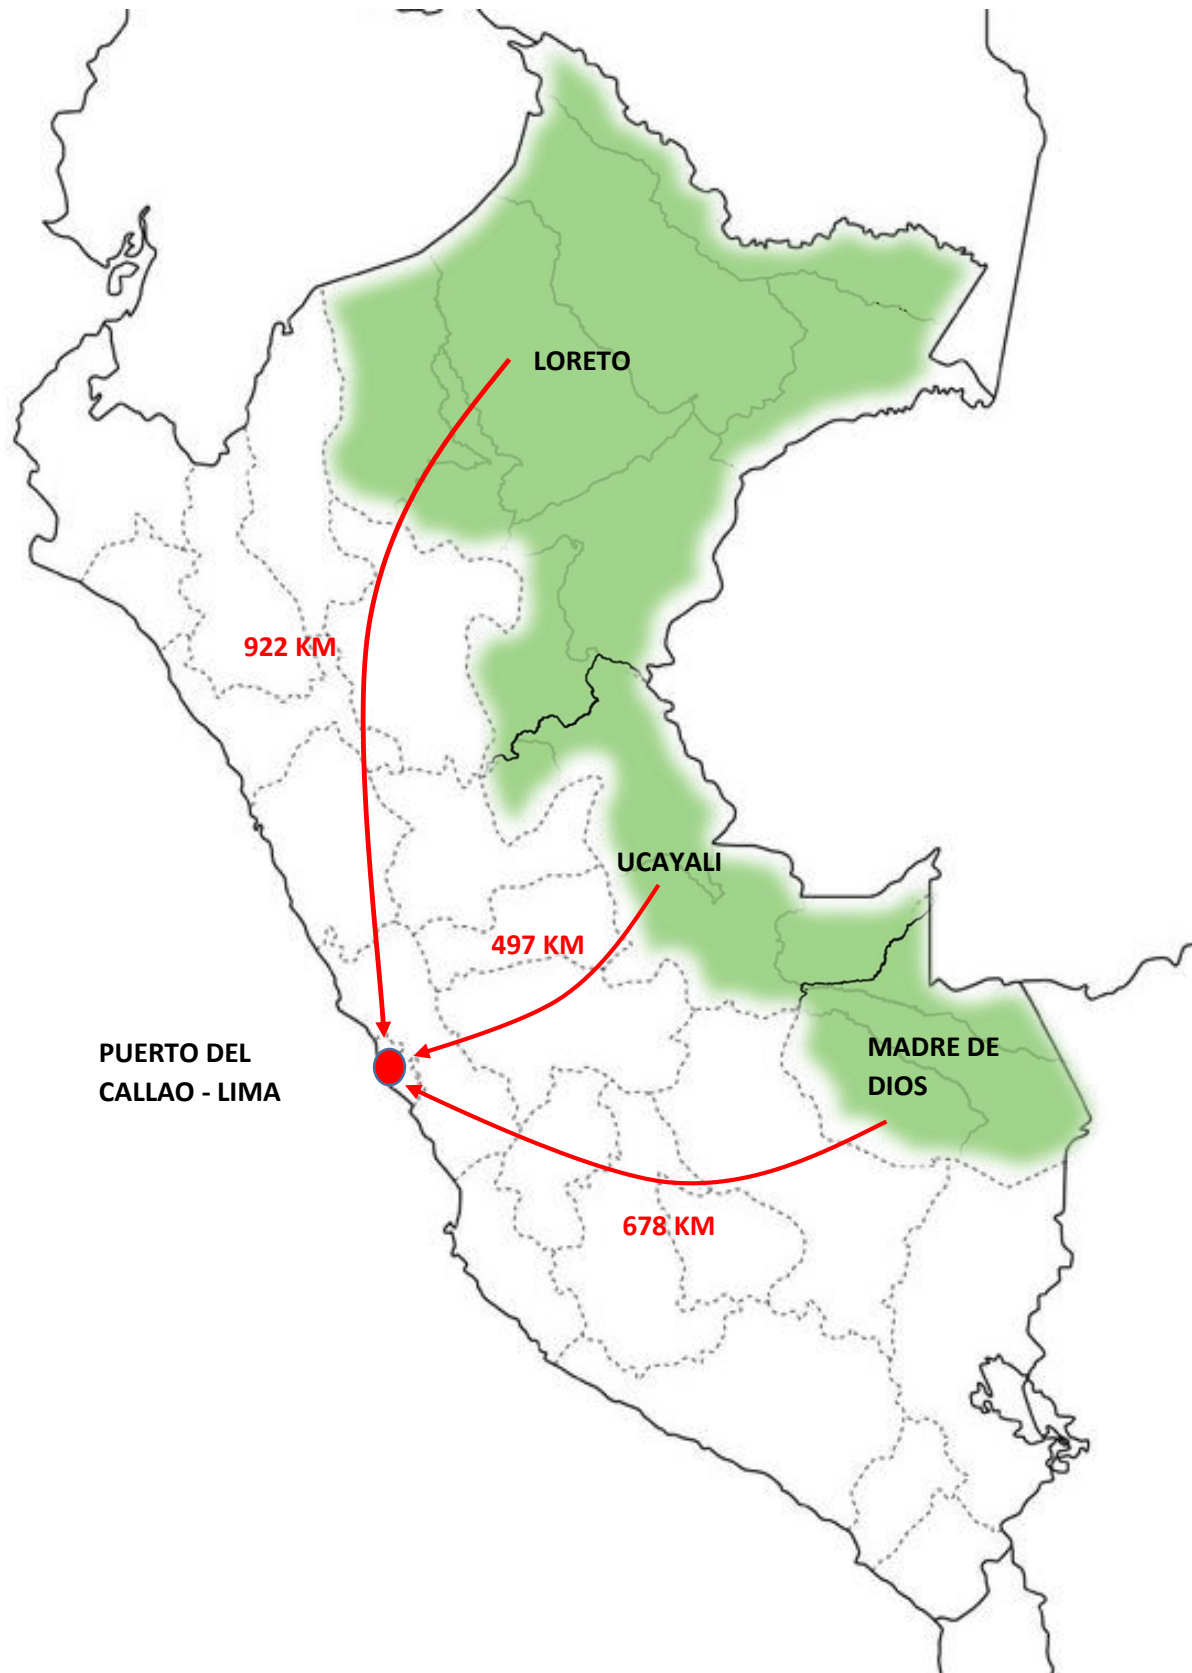 LORETO
922 KM
UCAYALI
497 KM
PUERTO DEL
CALLAO - LIMA
MADRE DE
DIOS
678 KM